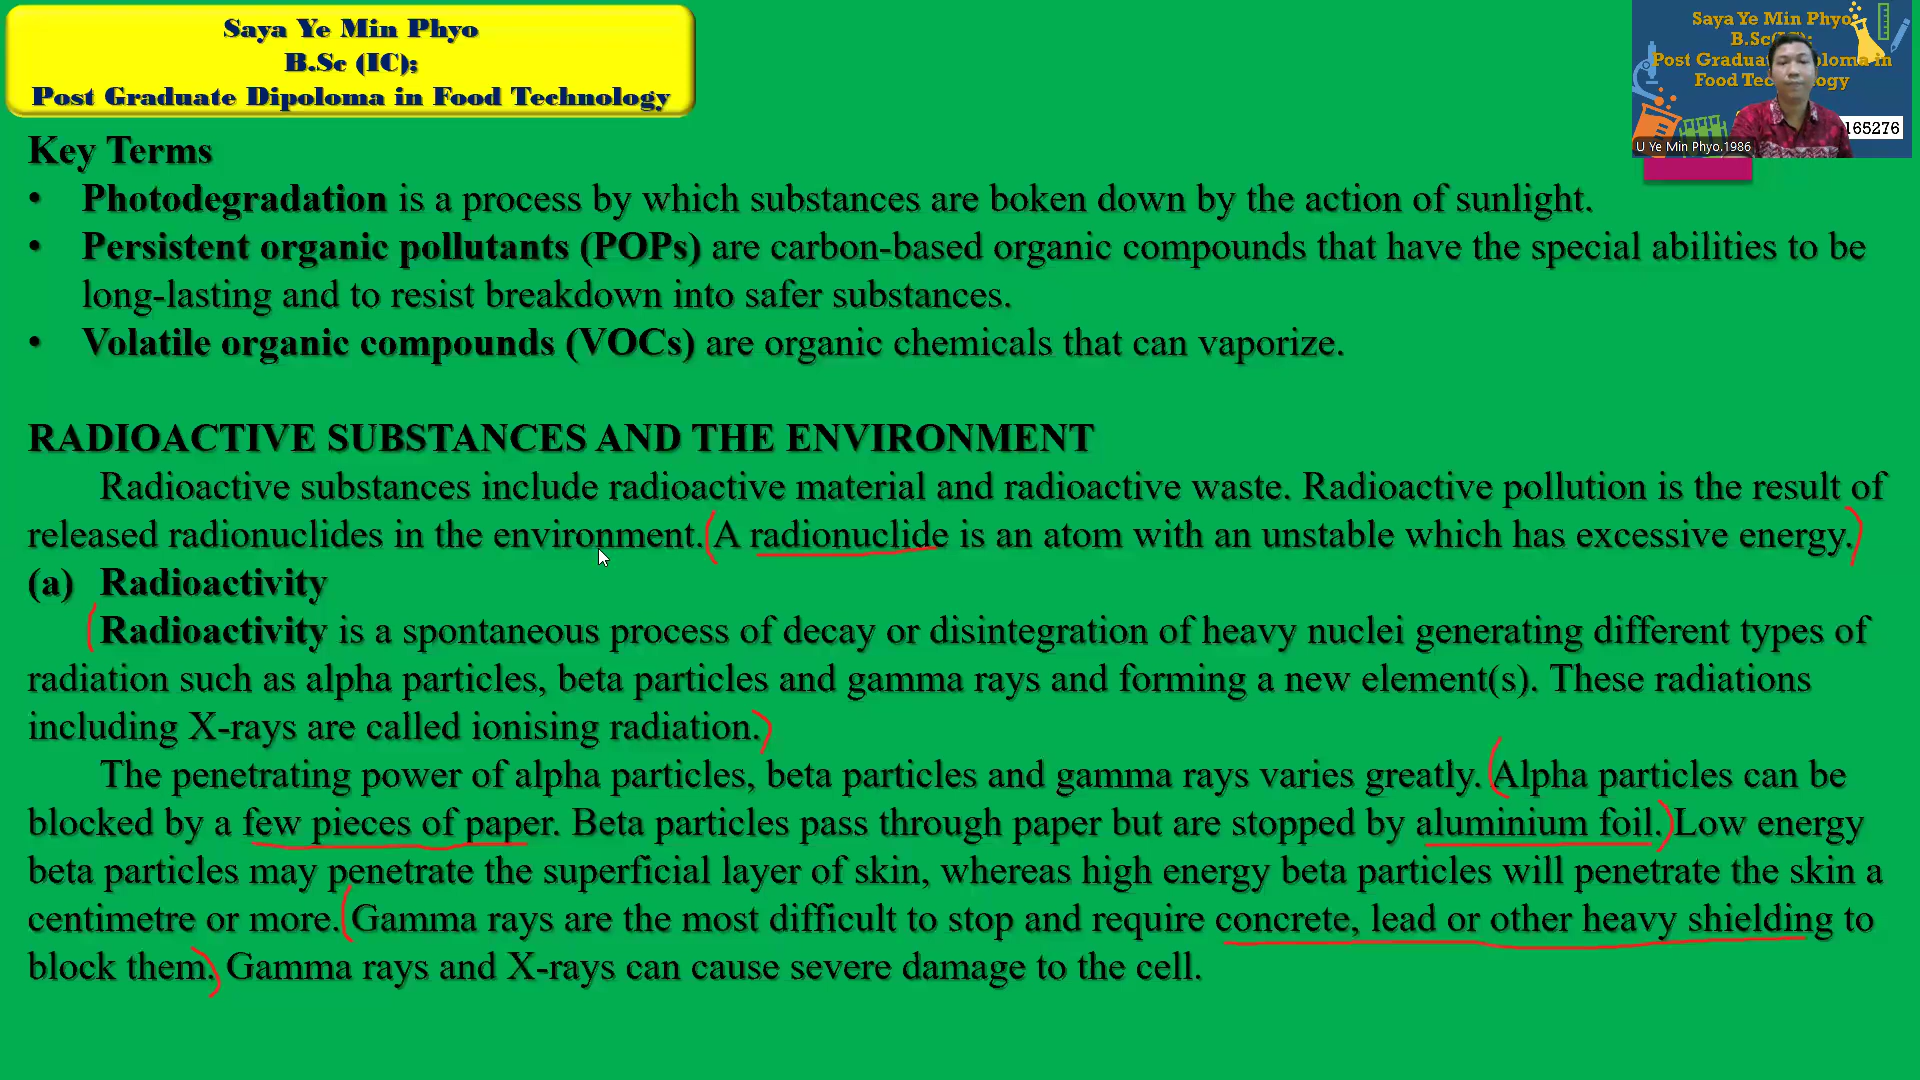 Saya Ye Min Phyo
B.Sc (IC);
Post Graduate Dipoloma in Food Technology
Saya Ye Min Phyo
B.Sc(IC);
Post Graduate Diploma in
Food Technology
165276
U Ye Min Phyo.1986
Key Terms
• Photodegradation is a process by which substances are boken down by the action of sunlight.
• Persistent organic pollutants (POPs) are carbon-based organic compounds that have the special abilities to be
long-lasting and to resist breakdown into safer substances.
• Volatile organic compounds (VOCs) are organic chemicals that can vaporize.
RADIOACTIVE SUBSTANCES AND THE ENVIRONMENT
Radioactive substances include radioactive material and radioactive waste. Radioactive pollution is the result of
released radionuclides in the environment. A radionuclide is an atom with an unstable which has excessive energy.
(a) Radioactivity
Radioactivity is a spontaneous process of decay or disintegration of heavy nuclei generating different types of
radiation such as alpha particles, beta particles and gamma rays and forming a new element(s). These radiations
including X-rays are called ionising radiation.
The penetrating power of alpha particles, beta particles and gamma rays varies greatly. Alpha particles can be
blocked by a few pieces of paper. Beta particles pass through paper but are stopped by aluminium foil. Low energy
beta particles may penetrate the superficial layer of skin, whereas high energy beta particles will penetrate the skin a
centimetre or more. Gamma rays are the most difficult to stop and require concrete, lead or other heavy shielding to
block them. Gamma rays and X-rays can cause severe damage to the cell.